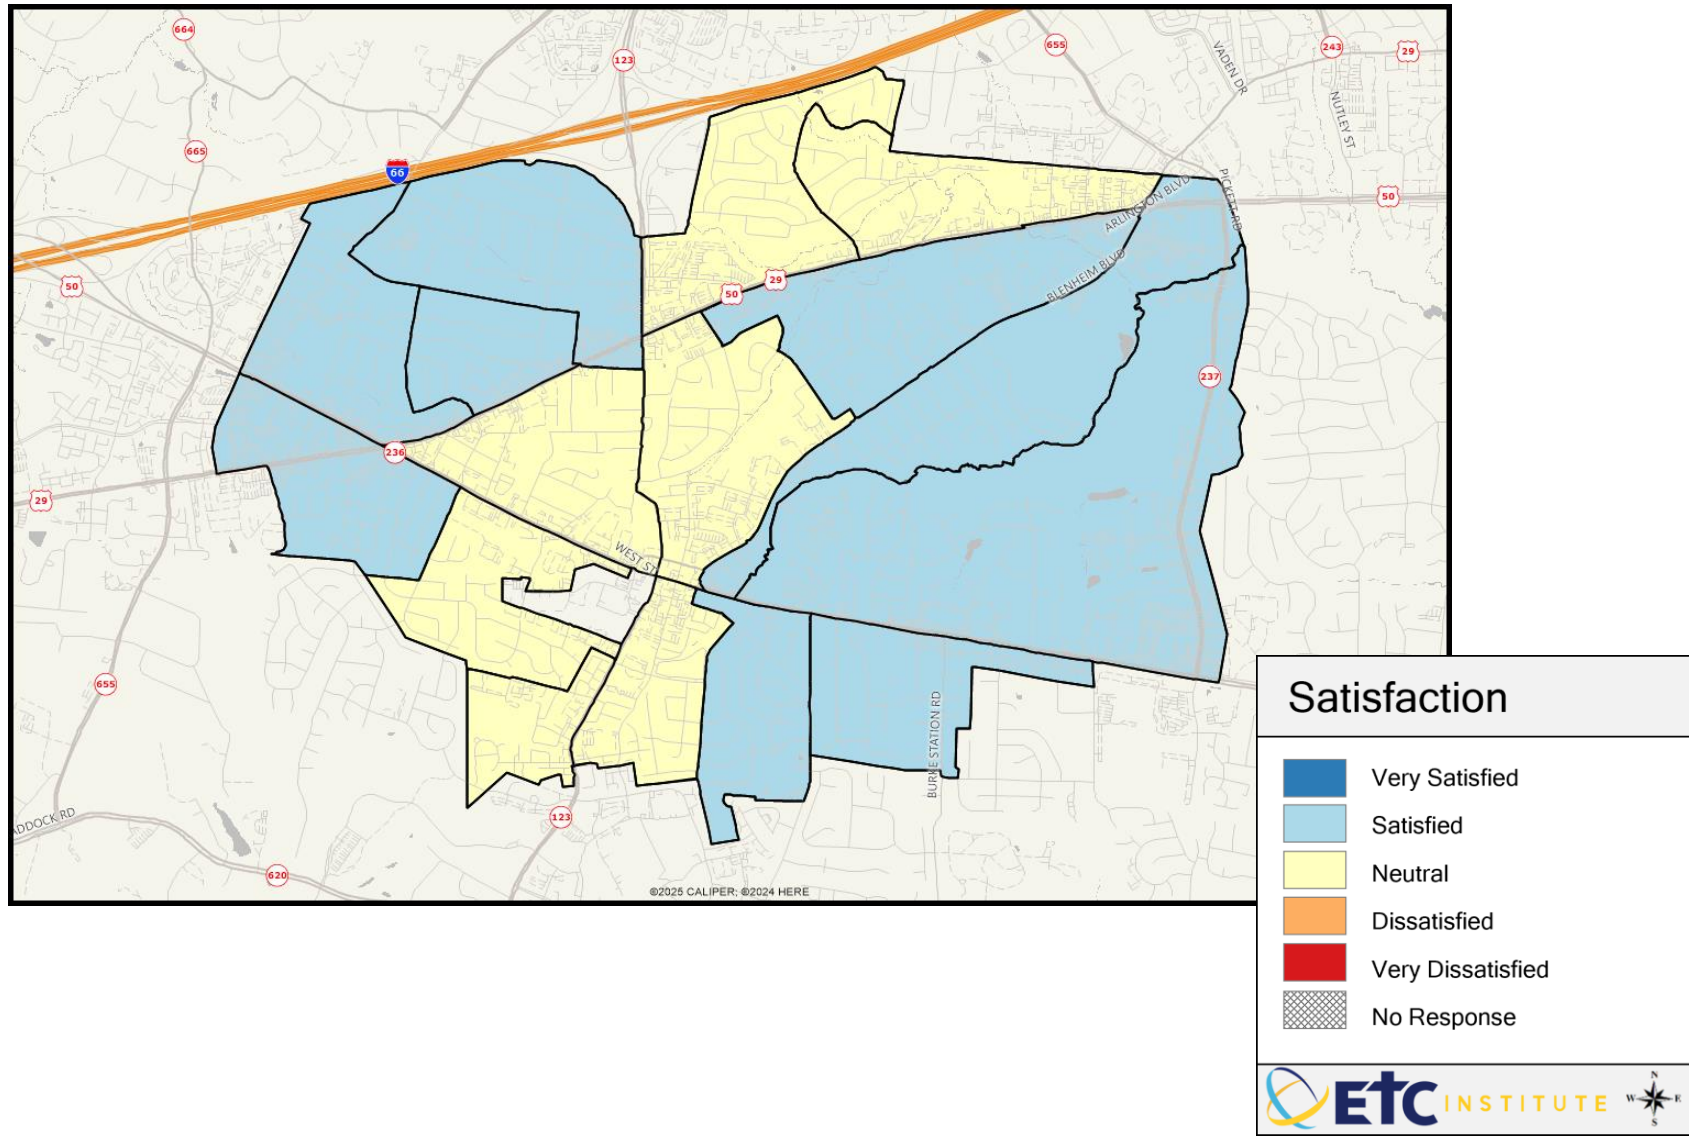 664
123
655
243
29
VADEN DR
NUTLEY ST
665
66
PICKETT RD
50
ARLINGTON BLVD
50
29
50
BLENHEIM BLVD
237
236
29
WEST ST
655
BURKE STATION RD
123
ADDOCK RD
620
©2025 CALIPER; ©2024 HERE
Satisfaction
Very Satisfied
Satisfied
Neutral
Dissatisfied
Very Dissatisfied
No Response
ETC INSTITUTE
N
W E
S